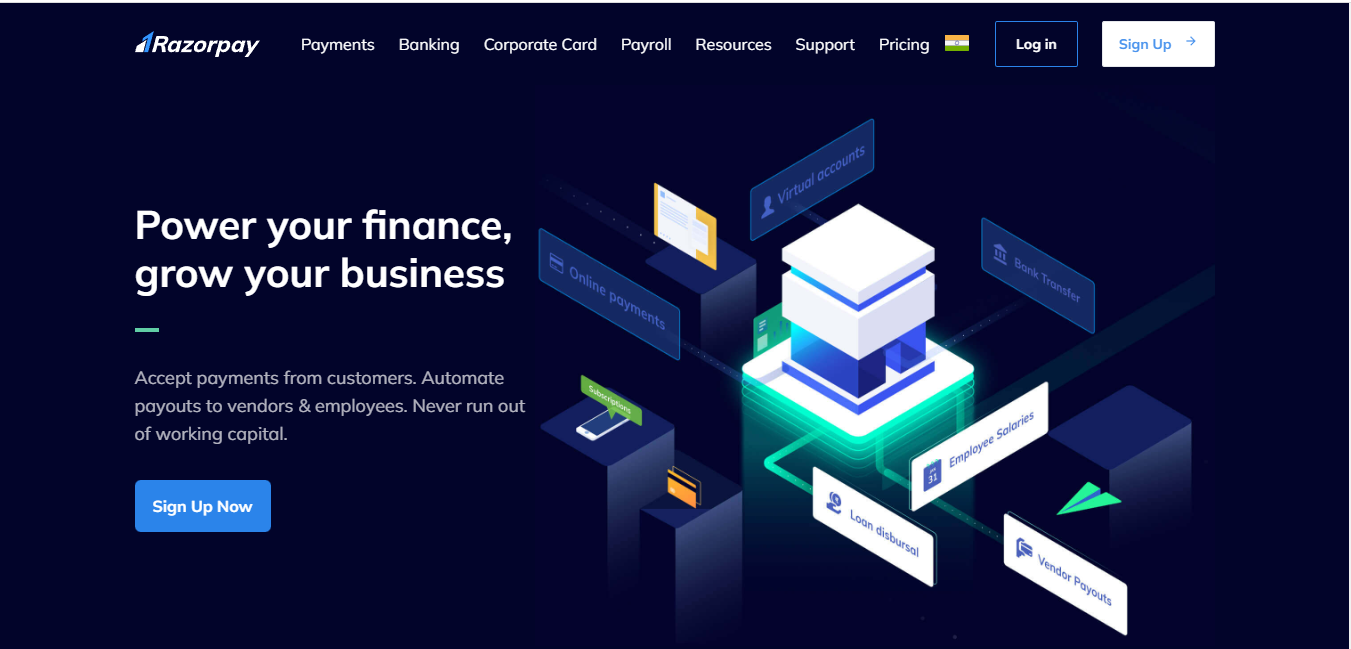 Razorpay
Payments Banking Corporate Card Payroll Resources Support Pricing Log in Sign Up →
Virtual accounts
Power your finance,
grow your business
Online payments
Bank Transfer
Accept payments from customers. Automate
payouts to vendors & employees. Never run out
of working capital.
Subscriptions
Employee Salaries
31
Loan disbursal
Sign Up Now
Vendor Payouts